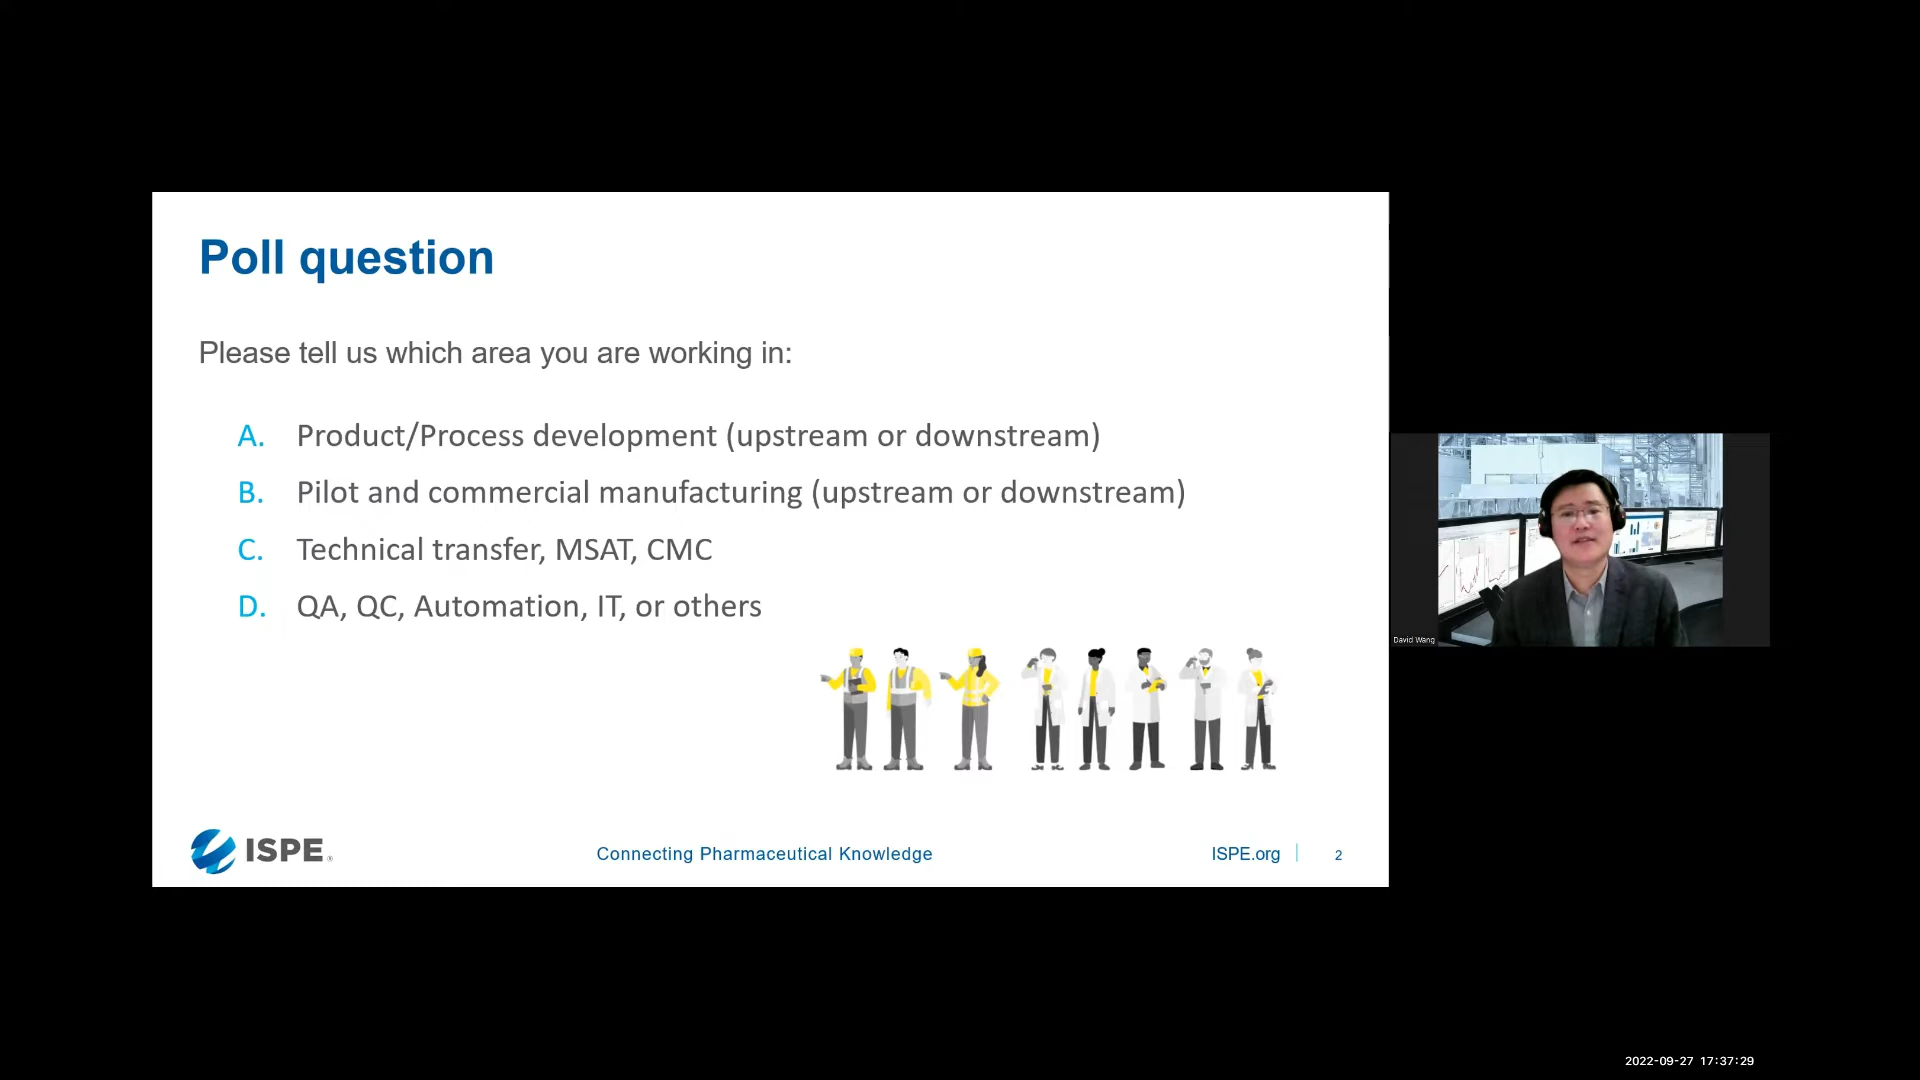 Poll question
Please tell us which area you are working in:
A. Product/Process development (upstream or downstream)
B. Pilot and commercial manufacturing (upstream or downstream)
C. Technical transfer, MSAT, CMC
D. QA, QC, Automation, IT, or others
ISPE®
Connecting Pharmaceutical Knowledge
ISPE.org
2
David Wang
2022-09-27 17:37:29